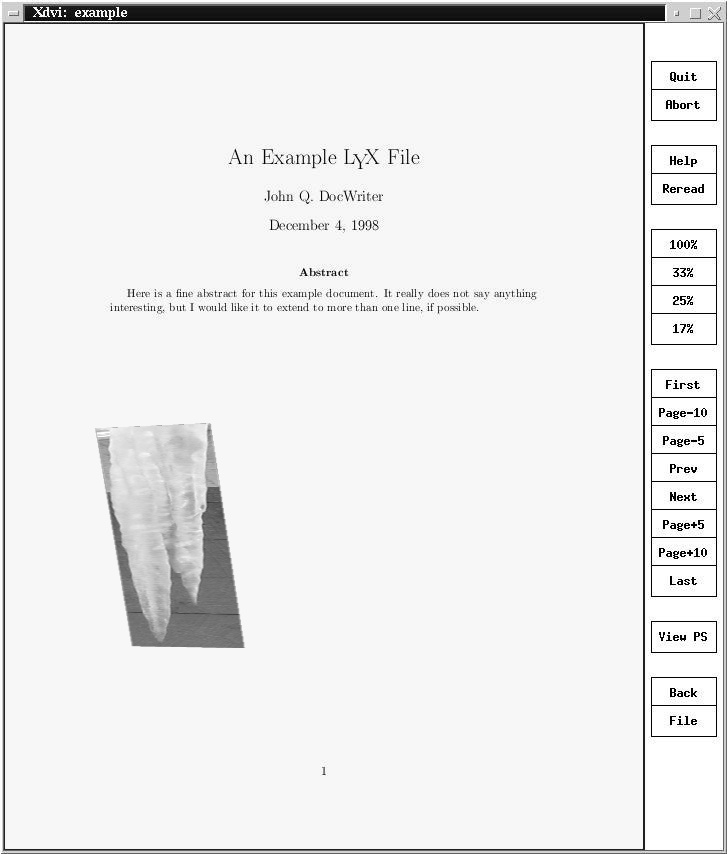 Xdvi: example
An Example LYX File
John Q. DocWriter
December 4, 1998
Abstract
Here is a fine abstract for this example document. It really does not say anything
interesting, but I would like it to extend to more than one line, if possible.
1
Quit
Abort
Help
Reread
100%
33%
25%
17%
First
Page-10
Page-5
Prev
Next
Page+5
Page+10
Last
View PS
Back
File